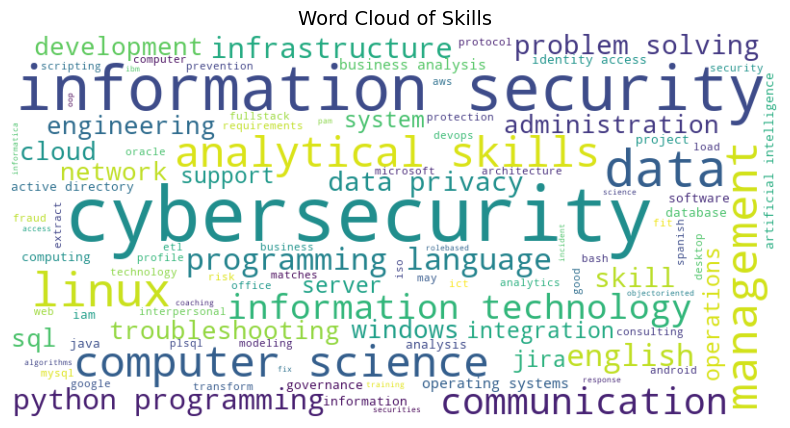 Word Cloud of Skills
development
infrastructure
protocol
problem solving
scripting
computer
ibm
prevention
business analysis
identity access
security
information security
oop
aws
artificial intelligence
informatica
engineering
fullstack
requirements
pam
system
protection
devops
administration
project
load
oracle
cloud
analytical skills
data
management
network
support
microsoft
architecture
data privacy
science
software
active directory
cybersecurity
database
fraud
access
extract
fit
spanish
desktop
incident
etl
business
rolebased
computing
profile
programming language
iso
bash
good
technology
risk
matches
may
ict
analytics
skill
operations
linux
office
server
objectoriented
web
iam
coaching
interpersonal
information technology
sql
java
troubleshooting
plsql
modeling
windows
analysis
integration
consulting
algorithms
mysql
google
computer science
fix
transform
governance
training
operating systems
jira
english
android
response
python programming
information
securities
communication